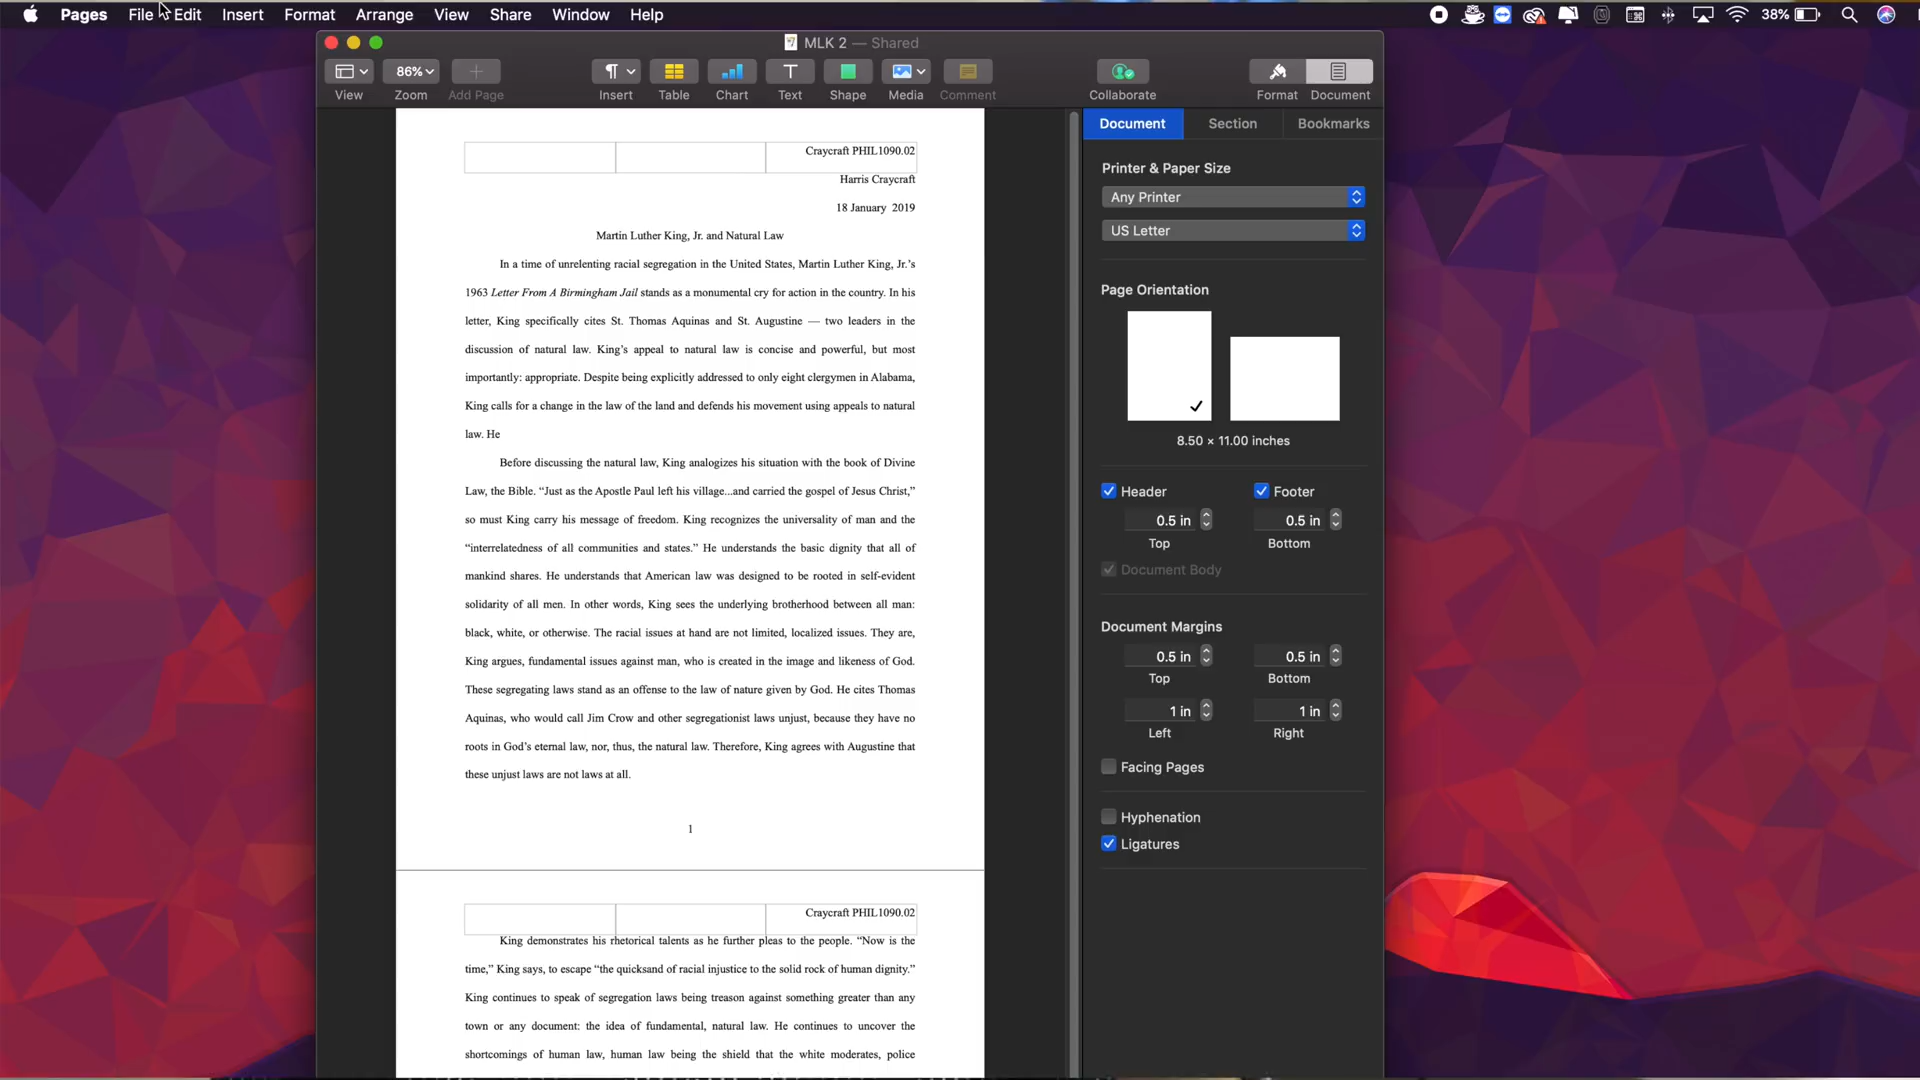 Pages File Edit Insert Format Arrange View Share Window Help 38%
MLK 2 — Shared
86%
View Zoom Add Page Insert Table Chart Text Shape Media Comment Collaborate Format Document
Craycraft PHIL1090.02
Harris Craycraft
18 January 2019
Martin Luther King, Jr. and Natural Law
In a time of unrelenting racial segregation in the United States, Martin Luther King, Jr.'s
1963 Letter From A Birmingham Jail stands as a monumental cry for action in the country. In his
letter, King specifically cites St. Thomas Aquinas and St. Augustine — two leaders in the
discussion of natural law. King's appeal to natural law is concise and powerful, but most
importantly: appropriate. Despite being explicitly addressed to only eight clergymen in Alabama,
King calls for a change in the law of the land and defends his movement using appeals to natural
law. He
Before discussing the natural law, King analogizes his situation with the book of Divine
Law, the Bible. “Just as the Apostle Paul left his village...and carried the gospel of Jesus Christ,”
so must King carry his message of freedom. King recognizes the universality of man and the
“interrelatedness of all communities and states.” He understands the basic dignity that all of
mankind shares. He understands that American law was designed to be rooted in self-evident
solidarity of all men. In other words, King sees the underlying brotherhood between all man:
black, white, or otherwise. The racial issues at hand are not limited, localized issues. They are,
King argues, fundamental issues against man, who is created in the image and likeness of God.
These segregating laws stand as an offense to the law of nature given by God. He cites Thomas
Aquinas, who would call Jim Crow and other segregationist laws unjust, because they have no
roots in God's eternal law, nor, thus, the natural law. Therefore, King agrees with Augustine that
these unjust laws are not laws at all.
1
Craycraft PHIL1090.02
King demonstrates his rhetorical talents as he further pleas to the people. “Now is the
time,” King says, to escape “the quicksand of racial injustice to the solid rock of human dignity.”
King continues to speak of segregation laws being treason against something greater than any
town or any document: the idea of fundamental, natural law. He continues to uncover the
shortcomings of human law, human law being the shield that the white moderates, police
Document Section Bookmarks
Printer & Paper Size
Any Printer
US Letter
Page Orientation
8.50 × 11.00 inches
Header Footer
0.5 in 0.5 in
Top Bottom
Document Body
Document Margins
0.5 in 0.5 in
Top Bottom
1 in 1 in
Left Right
Facing Pages
Hyphenation
Ligatures